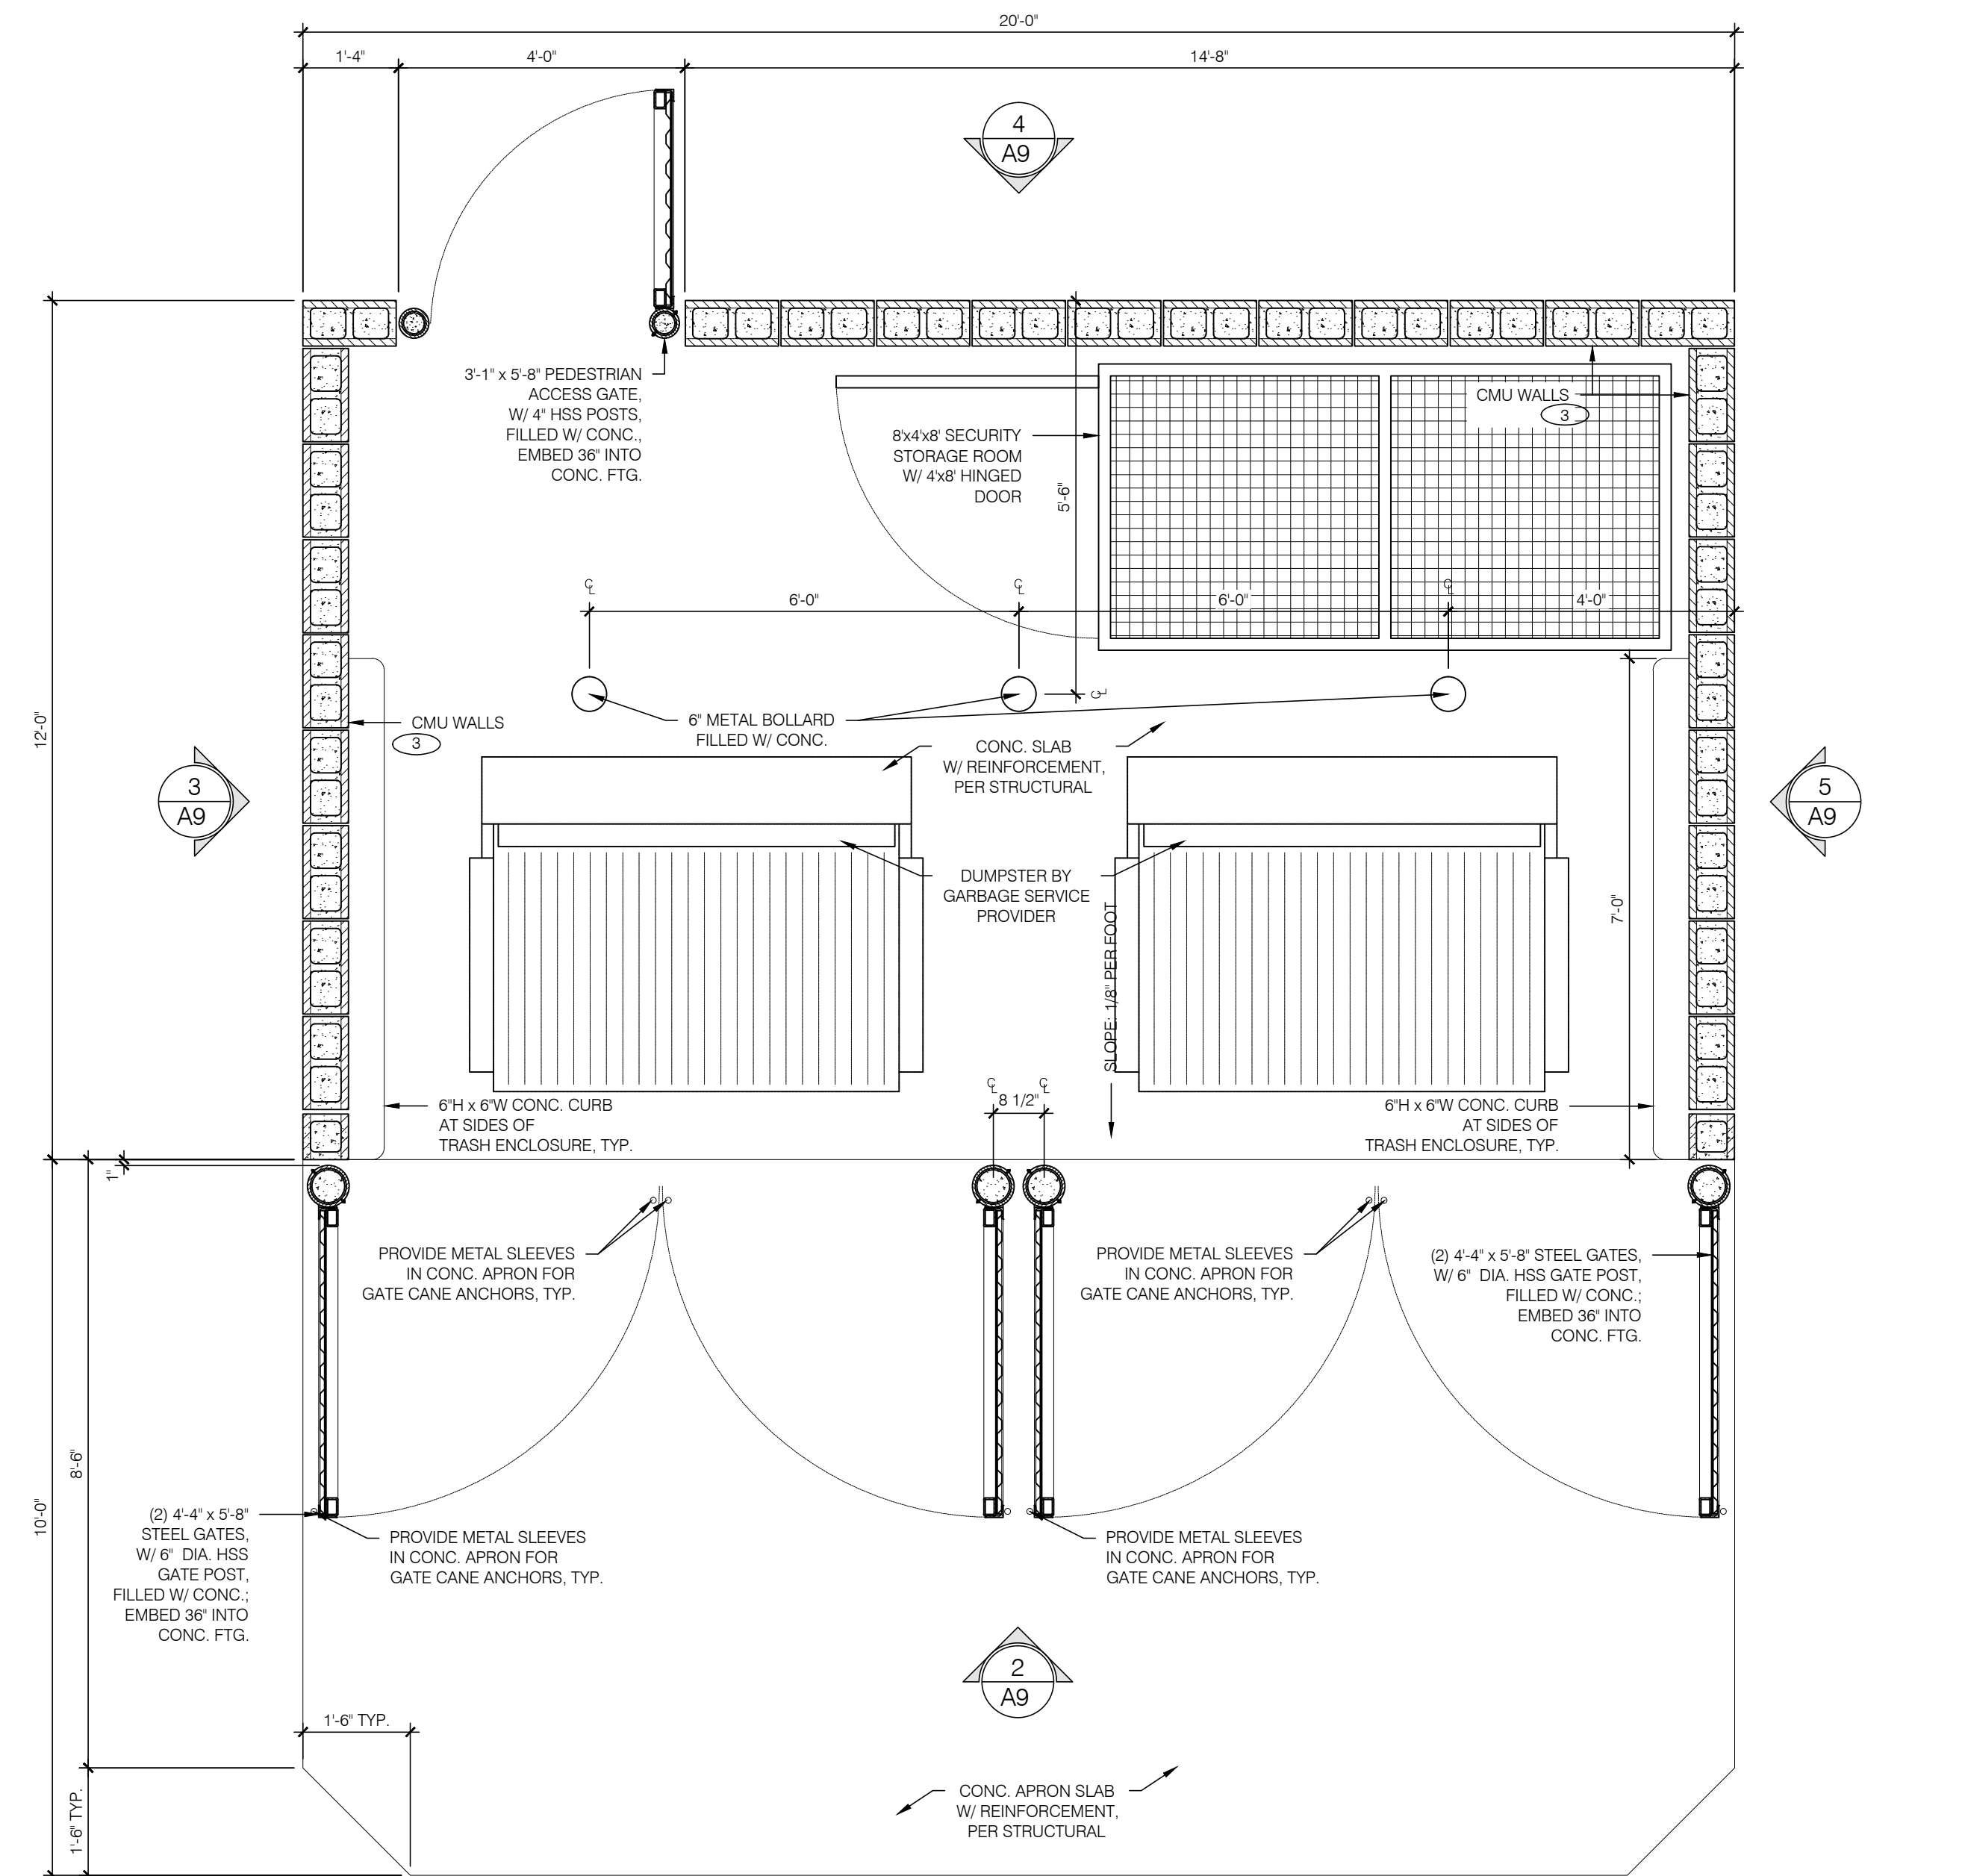 20'-0"
1'-4"
4'-0"
14'-8"
4
A9
3'-1" x 5'-8" PEDESTRIAN
ACCESS GATE,
W/ 4" HSS POSTS,
FILLED W/ CONC.,
EMBED 36" INTO
CONC. FTG.
8'x4'x8' SECURITY
STORAGE ROOM
W/ 4'x8' HINGED
DOOR
5'-6"
CMU WALLS
3
CL
CL
CL
6'-0"
6'-0"
4'-0"
CL
12'-0"
CMU WALLS
3
6" METAL BOLLARD
FILLED W/ CONC.
CONC. SLAB
W/ REINFORCEMENT,
PER STRUCTURAL
3
A9
5
A9
DUMPSTER BY
GARBAGE SERVICE
PROVIDER
SLOPE: 1/8" PER FOOT
7'-0"
CL
CL
8 1/2"
6"H x 6"W CONC. CURB
AT SIDES OF
TRASH ENCLOSURE, TYP.
6"H x 6"W CONC. CURB
AT SIDES OF
TRASH ENCLOSURE, TYP.
1"
PROVIDE METAL SLEEVES
IN CONC. APRON FOR
GATE CANE ANCHORS, TYP.
PROVIDE METAL SLEEVES
IN CONC. APRON FOR
GATE CANE ANCHORS, TYP.
(2) 4'-4" x 5'-8" STEEL GATES,
W/ 6" DIA. HSS GATE POST,
FILLED W/ CONC.;
EMBED 36" INTO
CONC. FTG.
8'-6"
10'-0"
(2) 4'-4" x 5'-8"
STEEL GATES,
W/ 6" DIA. HSS
GATE POST,
FILLED W/ CONC.;
EMBED 36" INTO
CONC. FTG.
PROVIDE METAL SLEEVES
IN CONC. APRON FOR
GATE CANE ANCHORS, TYP.
PROVIDE METAL SLEEVES
IN CONC. APRON FOR
GATE CANE ANCHORS, TYP.
2
A9
1'-6" TYP.
1'-6" TYP.
CONC. APRON SLAB
W/ REINFORCEMENT,
PER STRUCTURAL